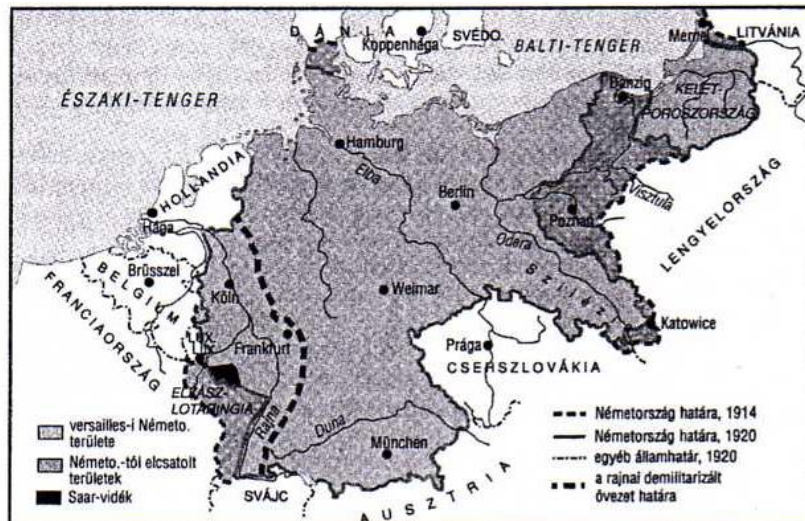 DÁNIA
Koppenhága
SVÉDO.
BALTI-TENGER
Memel
LITVÁNIA
ÉSZAKI-TENGER
Danzig
KELET-
POROSZORSZÁG
Hamburg
Elba
HOLLANDIA
Berlin
Visztula
Poznań
LENGYELORSZÁG
Hága
Odera
Szilézia
BELGIUM
Brüsszel
FRANCIAORSZÁG
Köln
Weimar
Katowice
LUX.
Frankfurt
Prága
CSERSZLOVÁKIA
ELZÁSZ-
LOTARINGIA
Rajna
Duna
München
SVÁJC
AUSZTRIA
versailles-i Németo.
területe
Németo.-tól elcsatolt
területek
Saar-vidék
Németország határa, 1914
Németország határa, 1920
egyéb államhatár, 1920
a rajnai demilitarizált
övezet határa